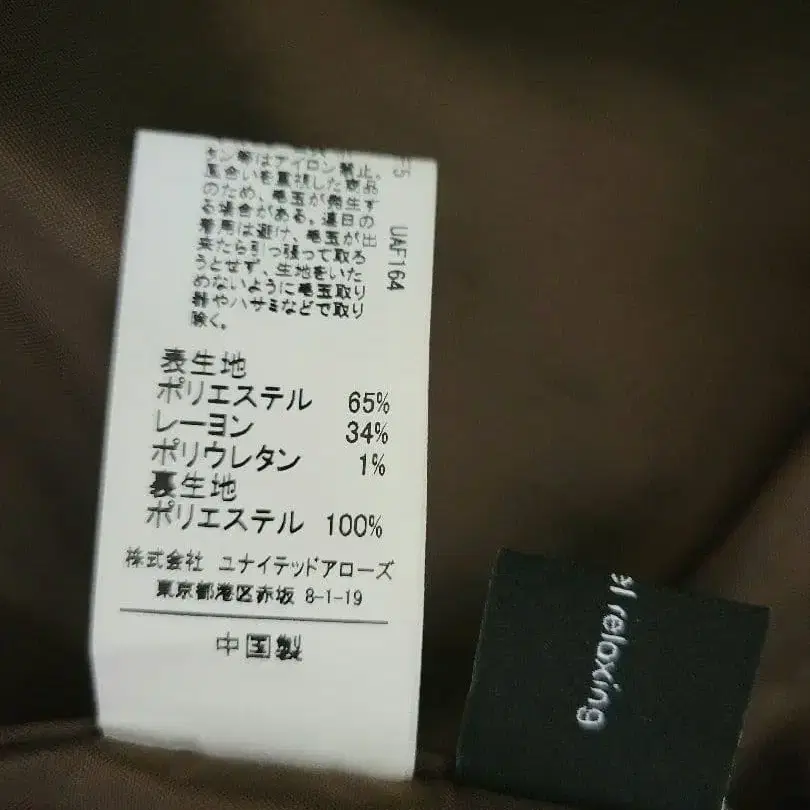 タン等はアイロン禁止。
風合いを重視した商品
のため、毛玉が発生す
る場合がある。連日の
着用は避け、毛玉が出
来たら引っ張って取ろ
うとせず、生地をいた
めないように毛玉取り
器やハサミなどで取り
除く。
UAF164
表生地
ポリエステル 65%
レーヨン 34%
ポリウレタン 1%
裏生地
ポリエステル 100%
株式会社 ユナイテッドアローズ
東京都港区赤坂 8-1-19
中国製
relaxing